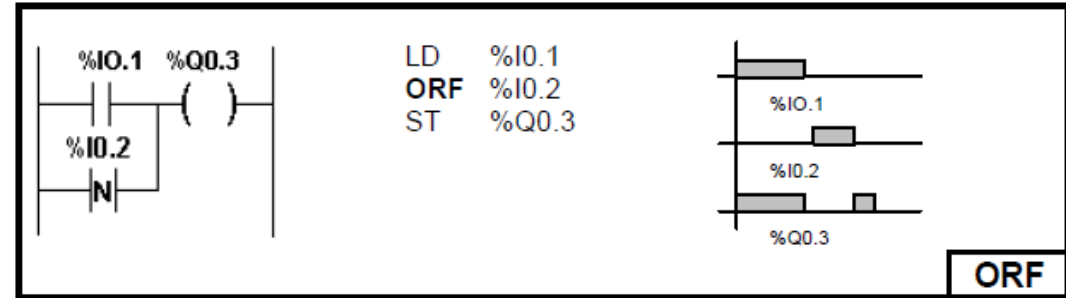 %IO.1 %Q0.3
%I0.2
N
LD %I0.1
ORF %I0.2
ST %Q0.3
%IO.1
%I0.2
%Q0.3
ORF